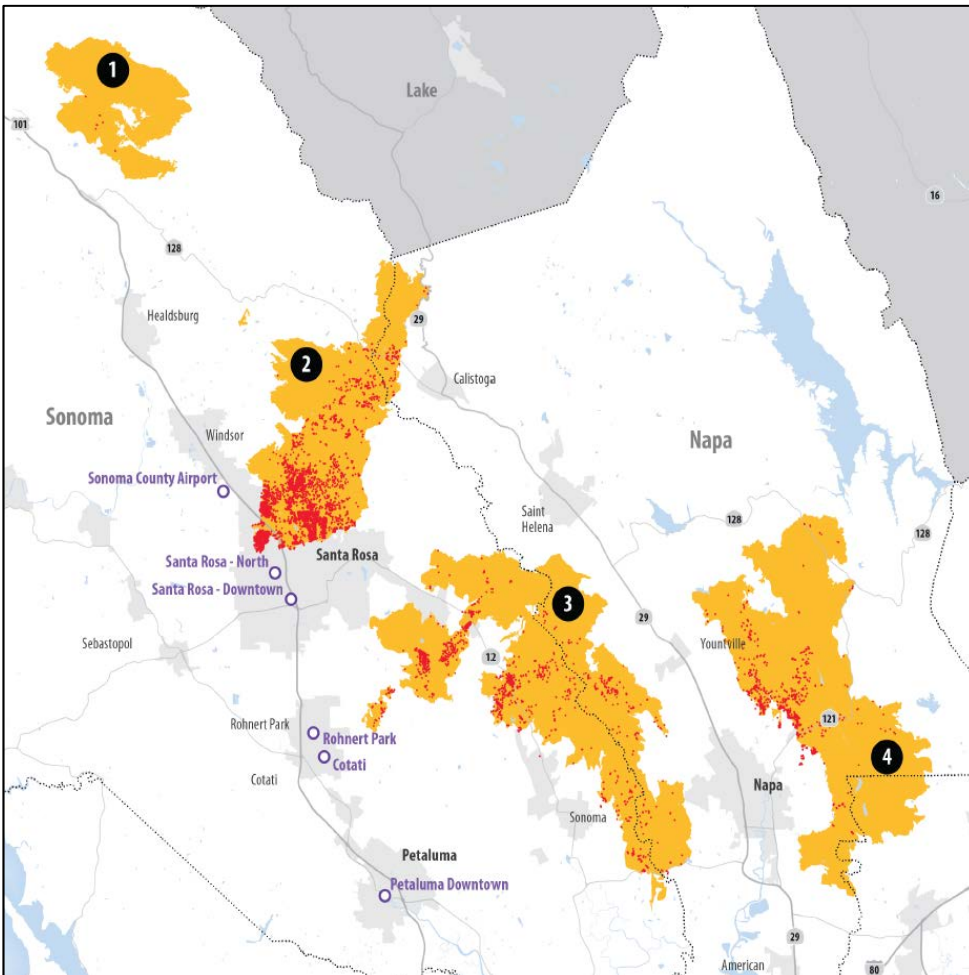 1
Lake
101
16
128
29
Healdsburg
2
Calistoga
Sonoma
Napa
Windsor
Sonoma County Airport
Saint
Helena
128
128
Santa Rosa
Santa Rosa - North
Santa Rosa - Downtown
3
29
Sebastopol
12
Yountville
121
Rohnert Park
Rohnert Park
Cotati
Cotati
4
Napa
Sonoma
Petaluma
Petaluma Downtown
29
American
80